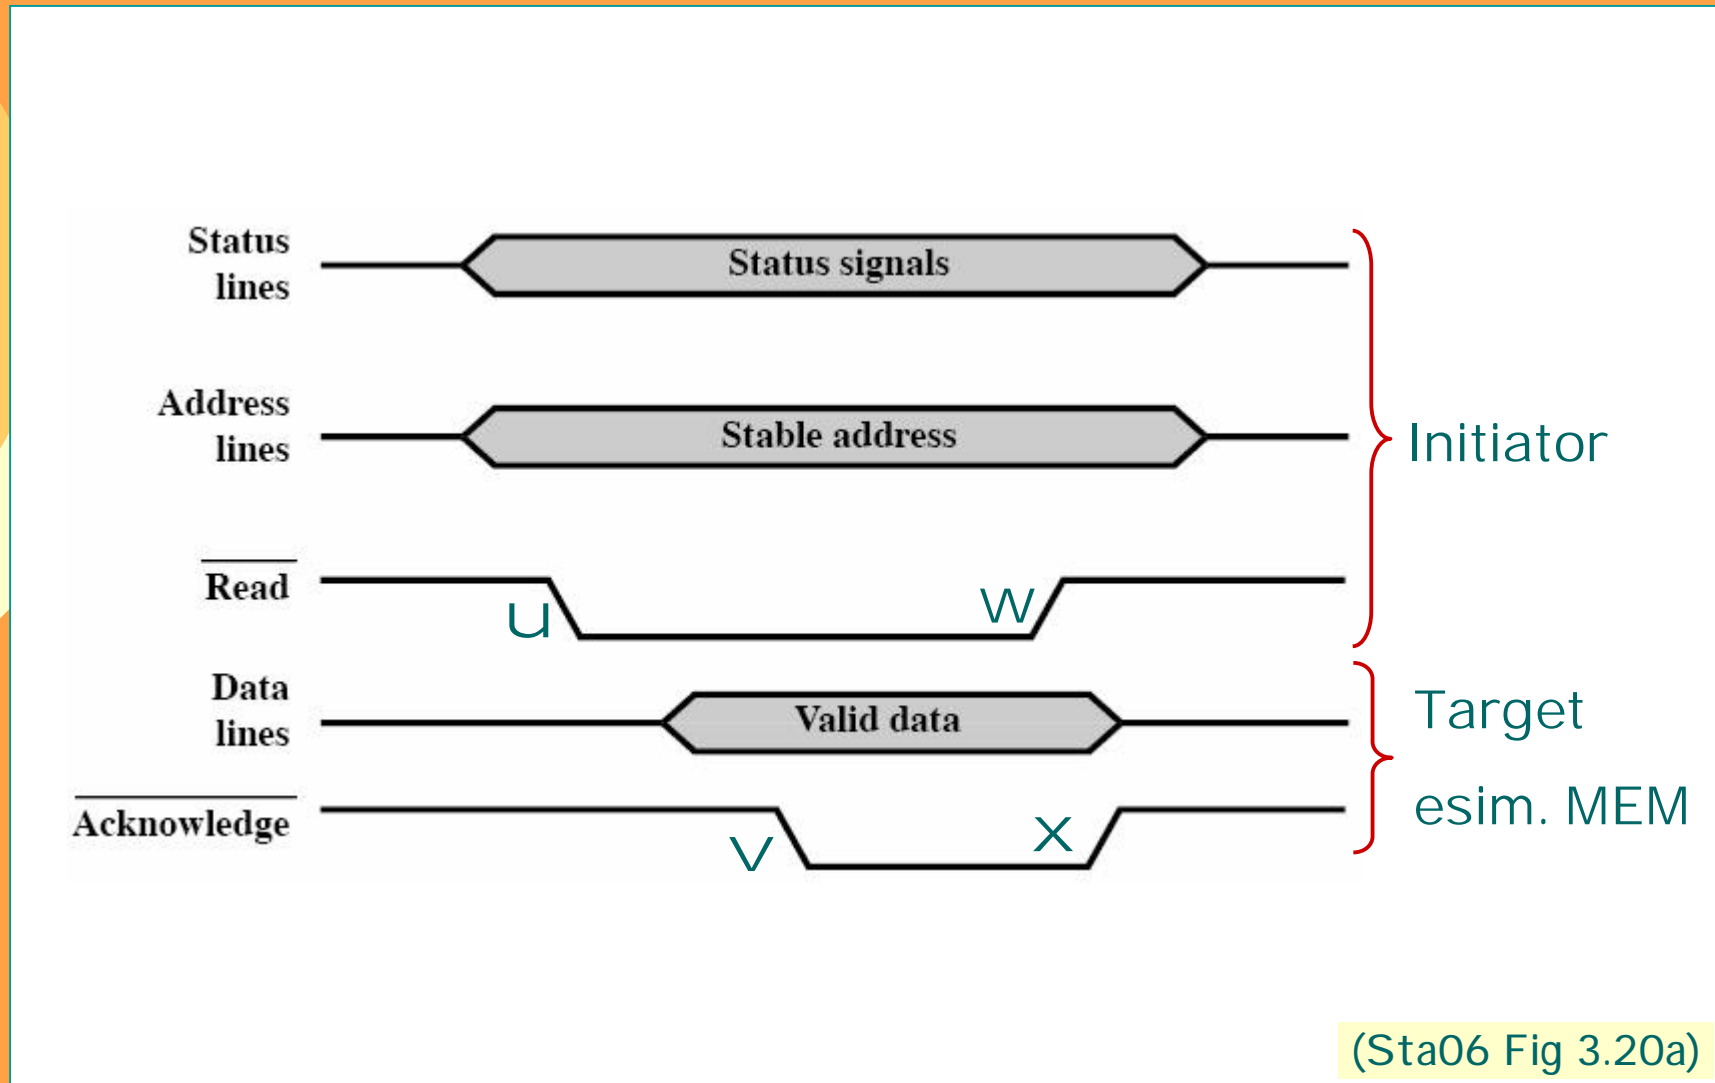 Status
lines
Status signals
Address
lines
Stable address
Initiator
Read
u
w
Data
lines
Valid data
Target
esim. MEM
Acknowledge
v
x
(Sta06 Fig 3.20a)